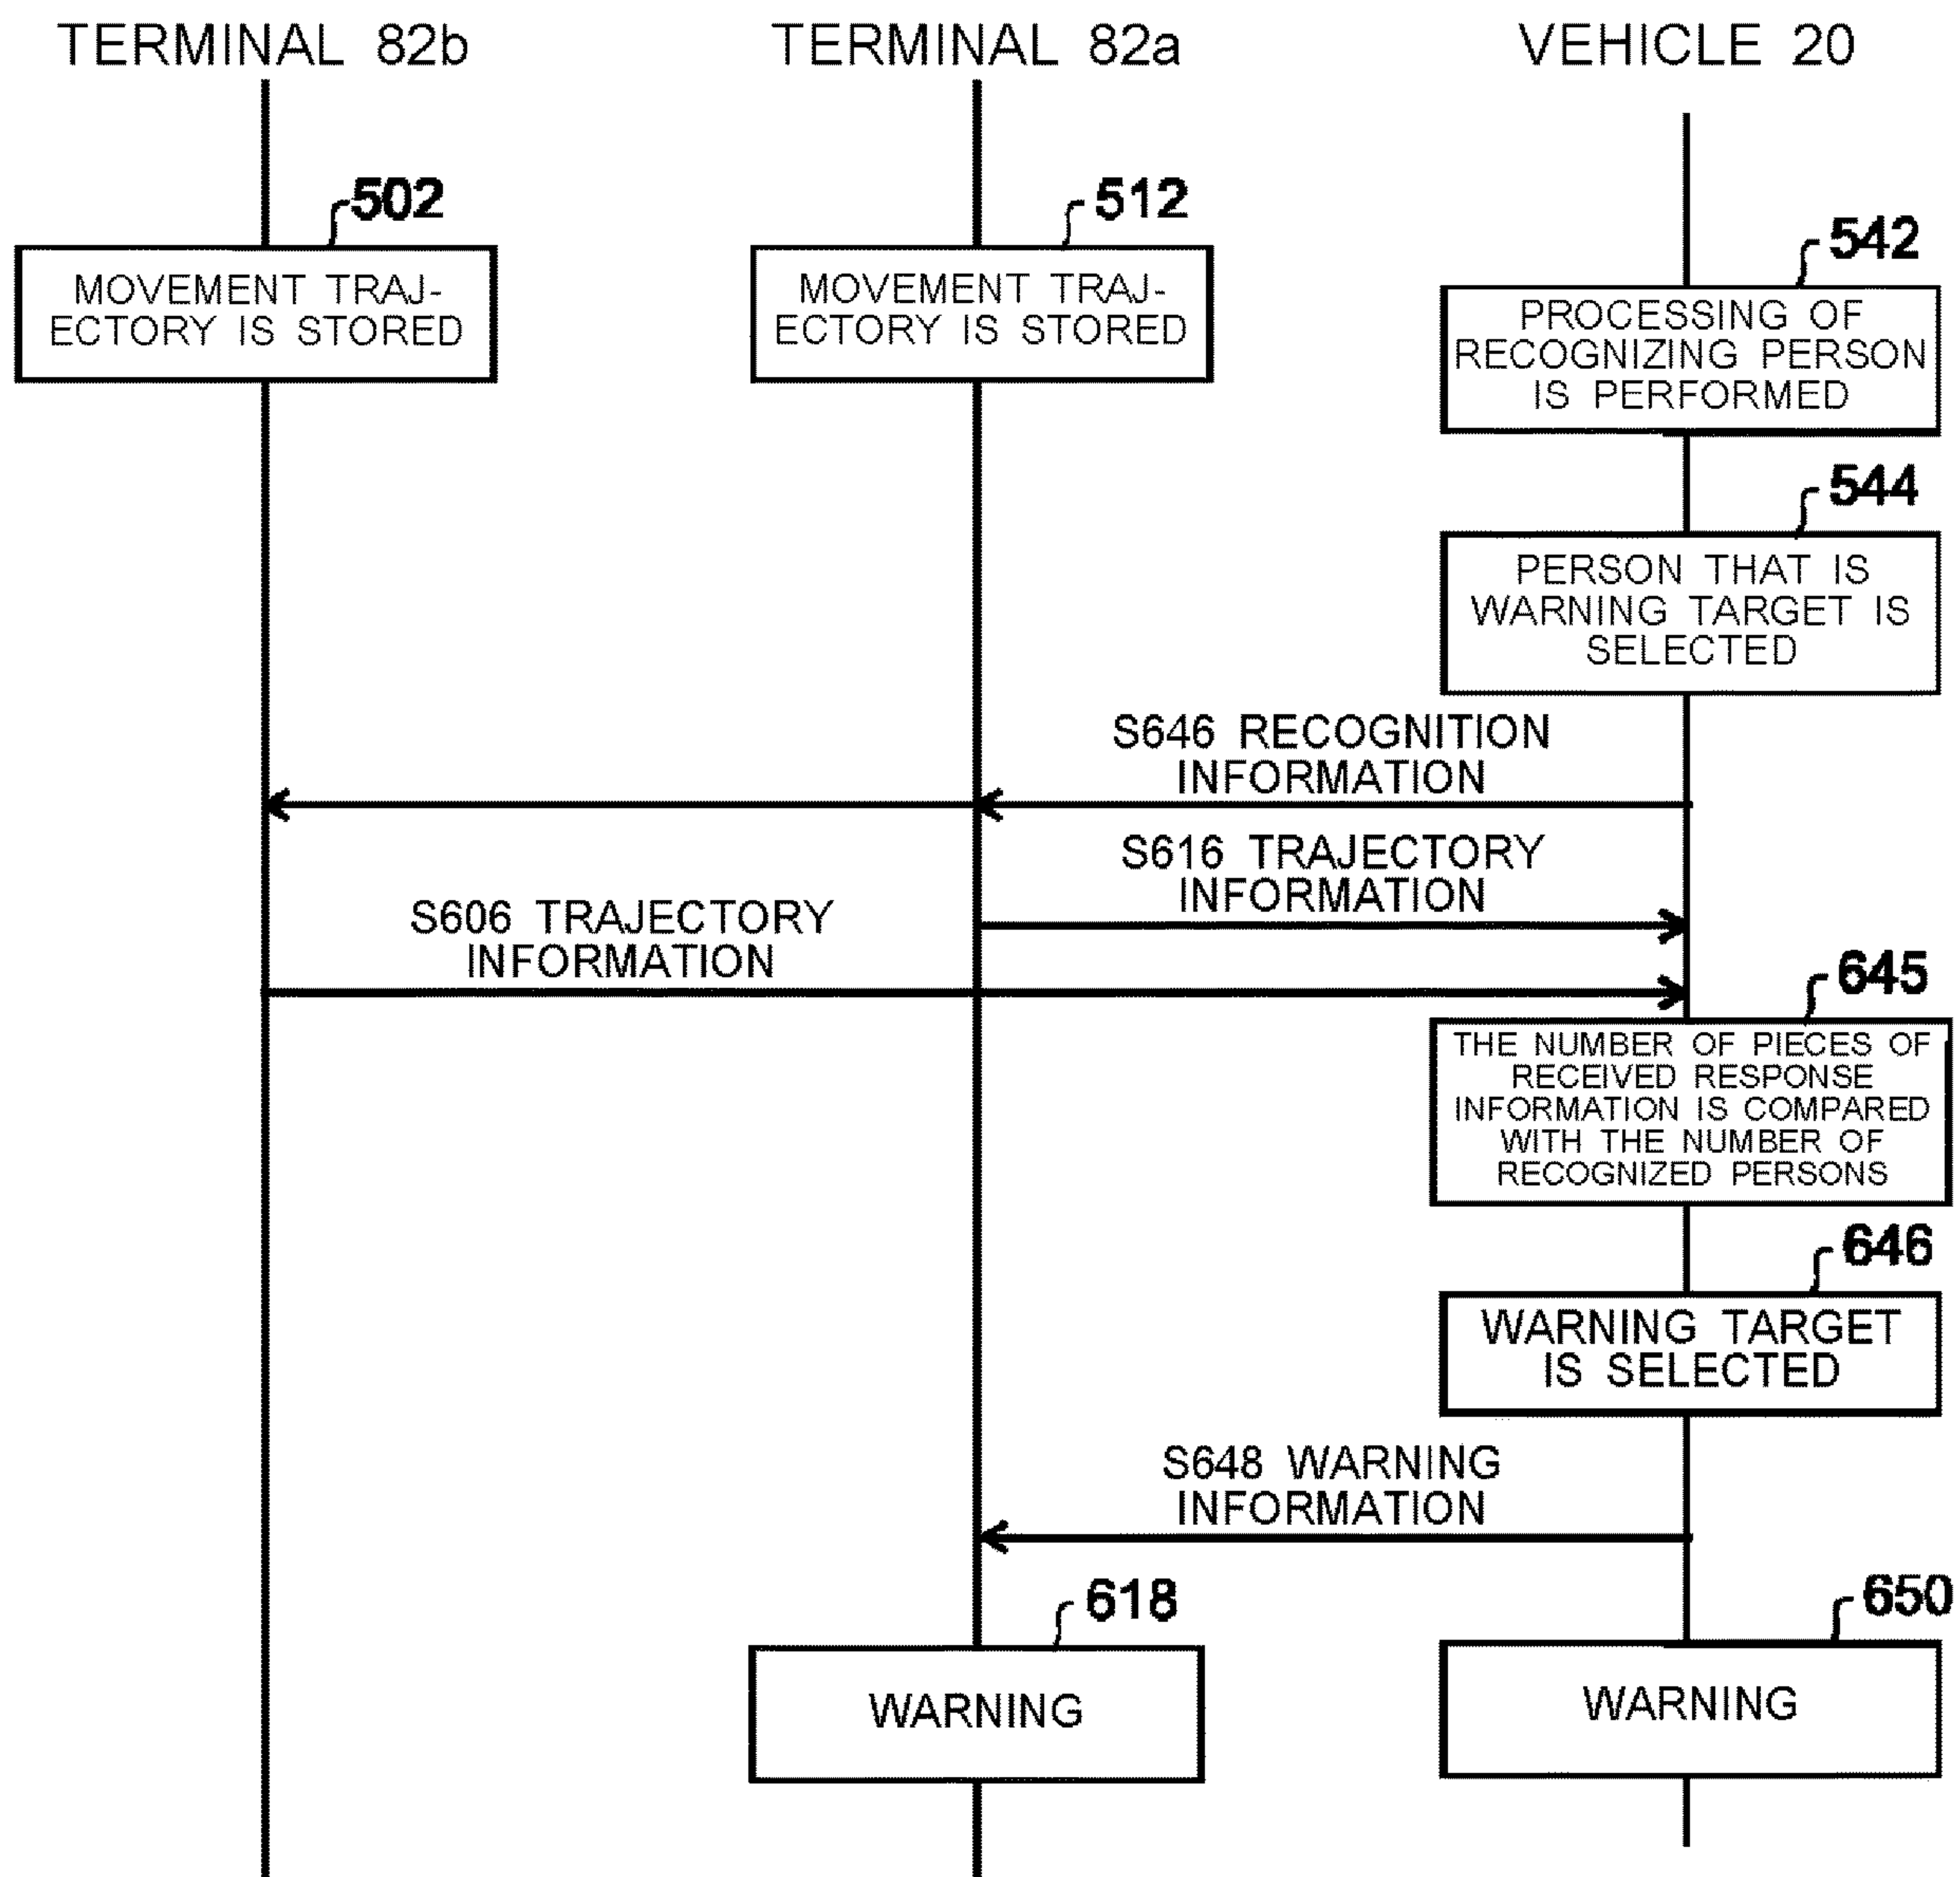 TERMINAL 82b
TERMINAL 82a
VEHICLE 20
502
MOVEMENT TRAJ-
ECTORY IS STORED
512
MOVEMENT TRAJ-
ECTORY IS STORED
542
PROCESSING OF
RECOGNIZING PERSON
IS PERFORMED
544
PERSON THAT IS
WARNING TARGET IS
SELECTED
S646 RECOGNITION
INFORMATION
S616 TRAJECTORY
INFORMATION
S606 TRAJECTORY
INFORMATION
645
THE NUMBER OF PIECES OF
RECEIVED RESPONSE
INFORMATION IS COMPARED
WITH THE NUMBER OF
RECOGNIZED PERSONS
646
WARNING TARGET
IS SELECTED
S648 WARNING
INFORMATION
618
WARNING
650
WARNING